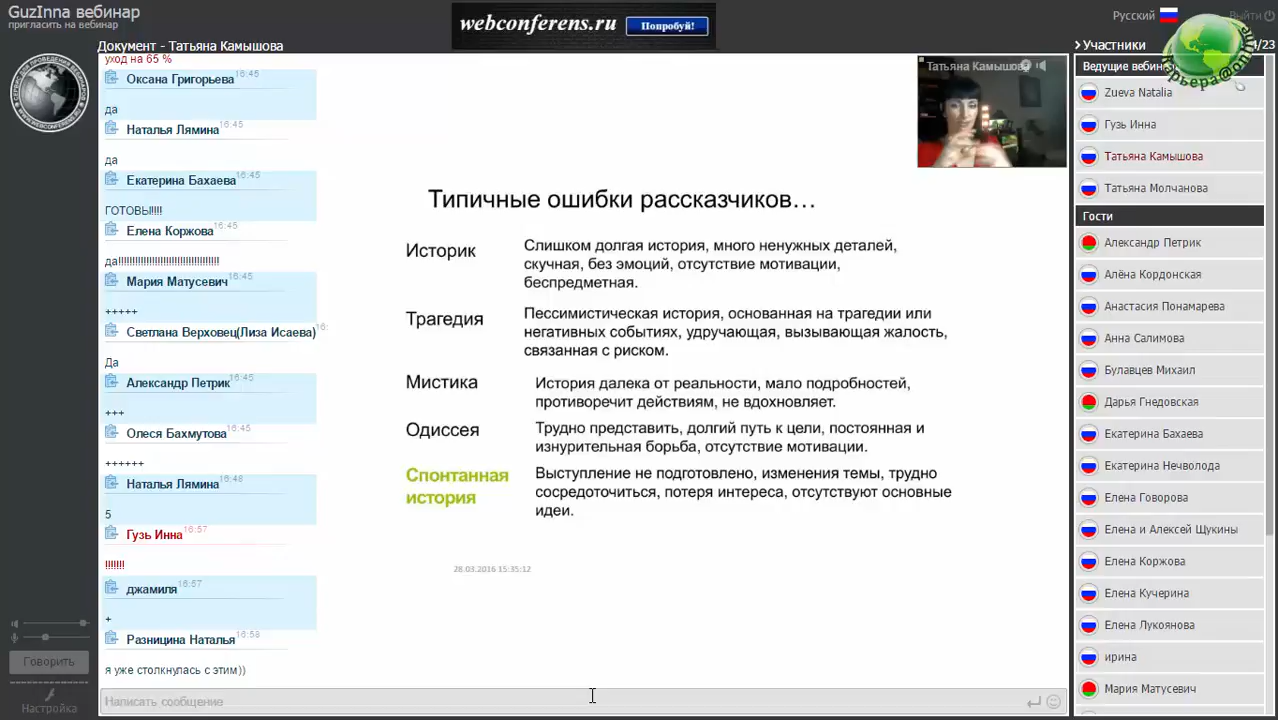 GuzInna вебинар
пригласить на вебинар
webconferens.ru
Попробуй!
Русский
Выйти
Документ - Татьяна Камышова
уход на 65 %
Оксана Григорьева 16:45
да
Наталья Лямина 16:45
да
Екатерина Бахаева 16:45
ГОТОВЫ!!!!
Елена Коржова 16:45
да!!!!!!!!!!!!!!!!!!!!!!!!!!!!!!!!!!!!
Мария Матусевич 16:45
+++++
Светлана Верховец(Лиза Исаева) 16:
Да
Александр Петрик 16:45
+++
Олеся Бахмутова 16:45
++++++
Наталья Лямина 16:48
5
Гузь Инна 16:57
!!!!!!!
джамиля 16:57
+
Разницина Наталья 16:59
я уже столкнулась с этим))
Написать сообщение
Говорить
Настройка
Татьяна Камышова
Типичные ошибки рассказчиков…
Историк
Слишком долгая история, много ненужных деталей,
скучная, без эмоций, отсутствие мотивации,
беспредметная.
Трагедия
Пессимистическая история, основанная на трагедии или
негативных событиях, удручающая, вызывающая жалость,
связанная с риском.
Мистика
История далека от реальности, мало подробностей,
противоречит действиям, не вдохновляет.
Одиссея
Трудно представить, долгий путь к цели, постоянная и
изнурительная борьба, отсутствие мотивации.
Спонтанная
история
Выступление не подготовлено, изменения темы, трудно
сосредоточиться, потеря интереса, отсутствуют основные
идеи.
28.03.2016 15:35:12
Участники
/23
Ведущие
Zueva Natalia
Гузь Инна
Татьяна Камышова
Татьяна Молчанова
Гости
Александр Петрик
Алёна Кордонская
Анастасия Понамарева
Анна Салимова
Булавцев Михаил
Дарья Гнедовская
Екатерина Бахаева
Екатерина Нечволода
Елена Говорова
Елена и Алексей Щукины
Елена Коржова
Елена Кучерина
Елена Лукоянова
ирина
Мария Матусевич